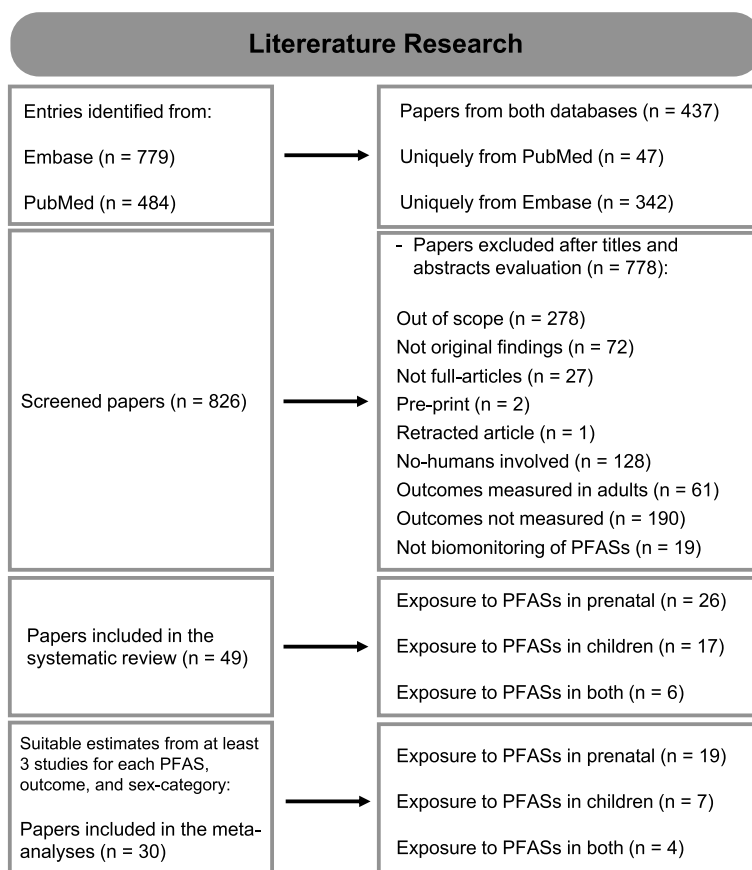 Litererature Research
Entries identified from:
Embase (n = 779)
PubMed (n = 484)
Papers from both databases (n = 437)
Uniquely from PubMed (n = 47)
Uniquely from Embase (n = 342)
Screened papers (n = 826)
- Papers excluded after titles and
abstracts evaluation (n = 778):
Out of scope (n = 278)
Not original findings (n = 72)
Not full-articles (n = 27)
Pre-print (n = 2)
Retracted article (n = 1)
No-humans involved (n = 128)
Outcomes measured in adults (n = 61)
Outcomes not measured (n = 190)
Not biomonitoring of PFASs (n = 19)
Papers included in the
systematic review (n = 49)
Exposure to PFASs in prenatal (n = 26)
Exposure to PFASs in children (n = 17)
Exposure to PFASs in both (n = 6)
Suitable estimates from at least
3 studies for each PFAS,
outcome, and sex-category:
Papers included in the meta-
analyses (n = 30)
Exposure to PFASs in prenatal (n = 19)
Exposure to PFASs in children (n = 7)
Exposure to PFASs in both (n = 4)